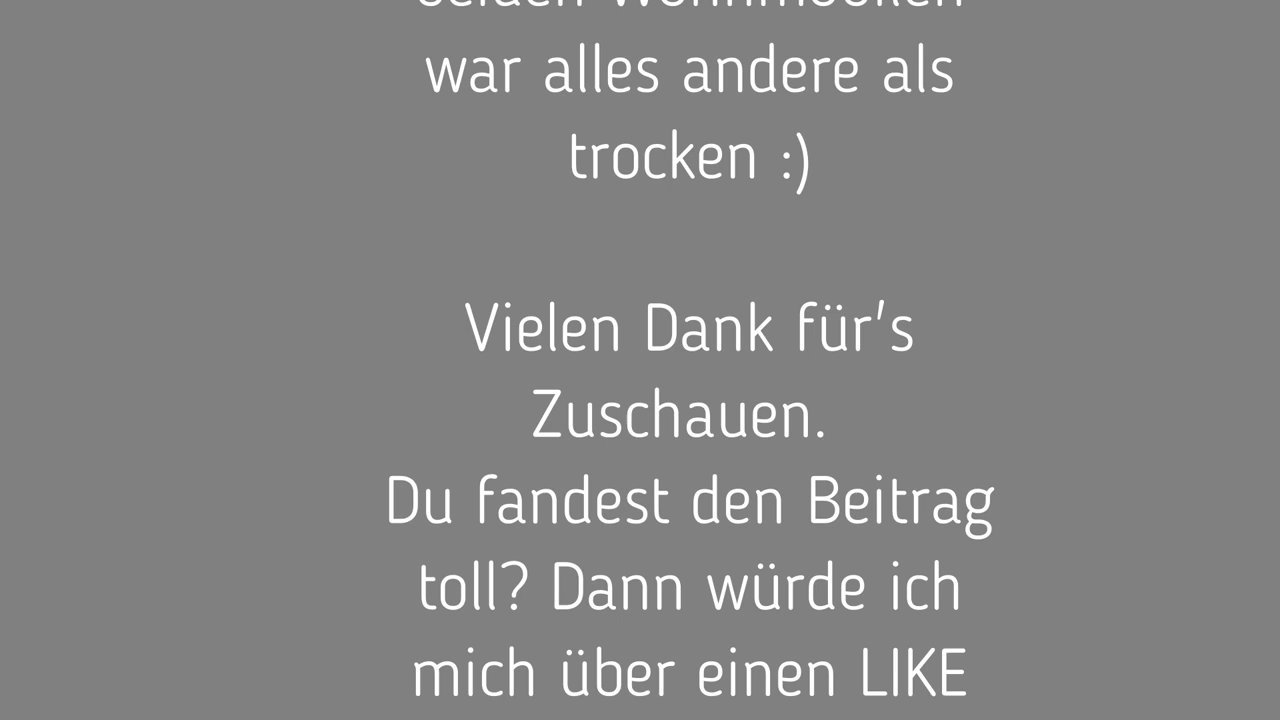 war alles andere als
trocken :)
Vielen Dank für's
Zuschauen.
Du fandest den Beitrag
toll? Dann würde ich
mich über einen LIKE